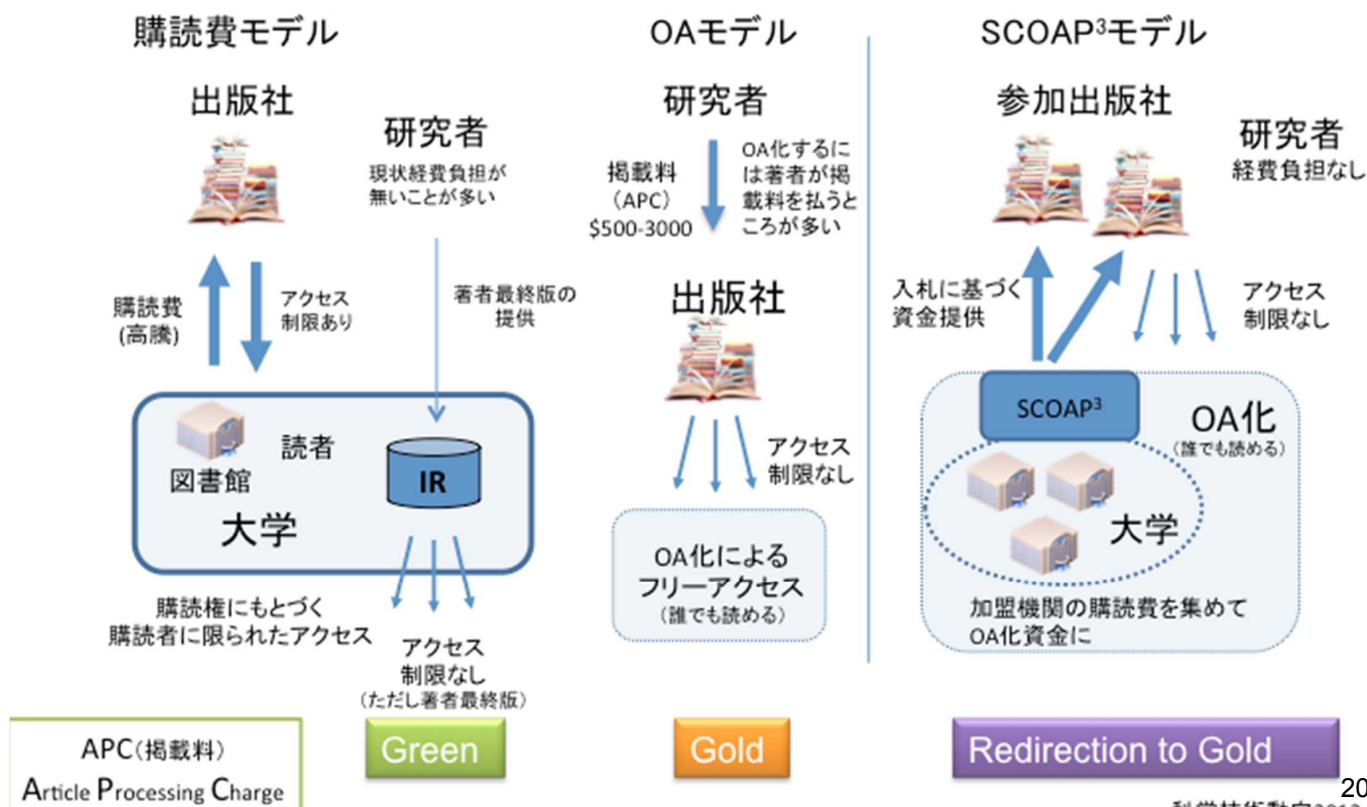 購読費モデル
出版社
研究者
現状経費負担が
無いことが多い
購読費
(高騰)
アクセス
制限あり
著者最終版の
提供
図書館
読者
大学
IR
購読権にもとづく
購読者に限られたアクセス
アクセス
制限なし
(ただし著者最終版)
Green
APC(掲載料)
Article Processing Charge
OAモデル
研究者
掲載料
(APC)
$500-3000
OA化するに
は著者が掲
載料を払うと
ころが多い
出版社
アクセス
制限なし
OA化による
フリーアクセス
(誰でも読める)
Gold
SCOAP³モデル
参加出版社
研究者
経費負担なし
入札に基づく
資金提供
アクセス
制限なし
SCOAP³
OA化
(誰でも読める)
大学
加盟機関の購読費を集めて
OA化資金に
Redirection to Gold
20